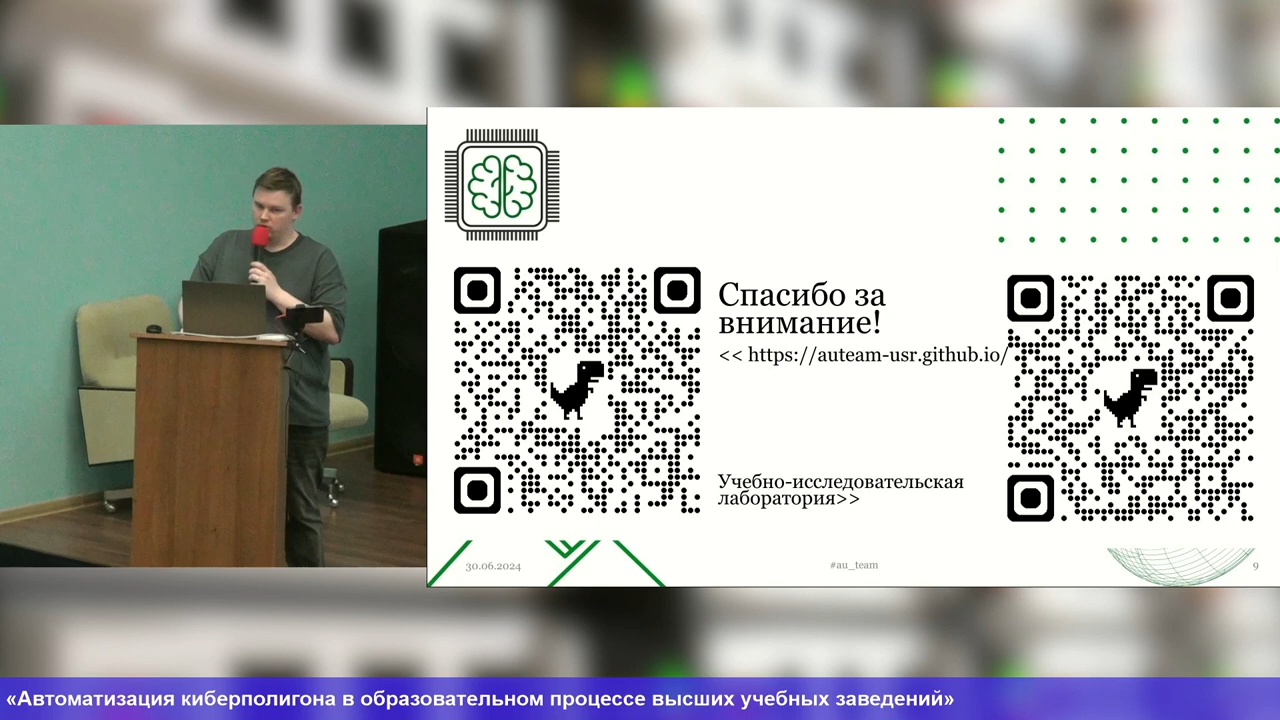 Спасибо за
внимание!
<< https://auteam-usr.github.io/
Учебно-исследовательская
лаборатория>>
30.06.2024
#au_team
9
«Автоматизация киберполигона в образовательном процессе высших учебных заведений»